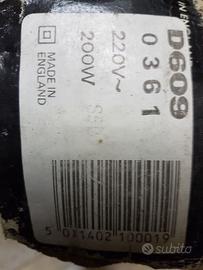 D609
0361
220V~
200W
MADE IN
ENGLAND
5 011402 100019
subito